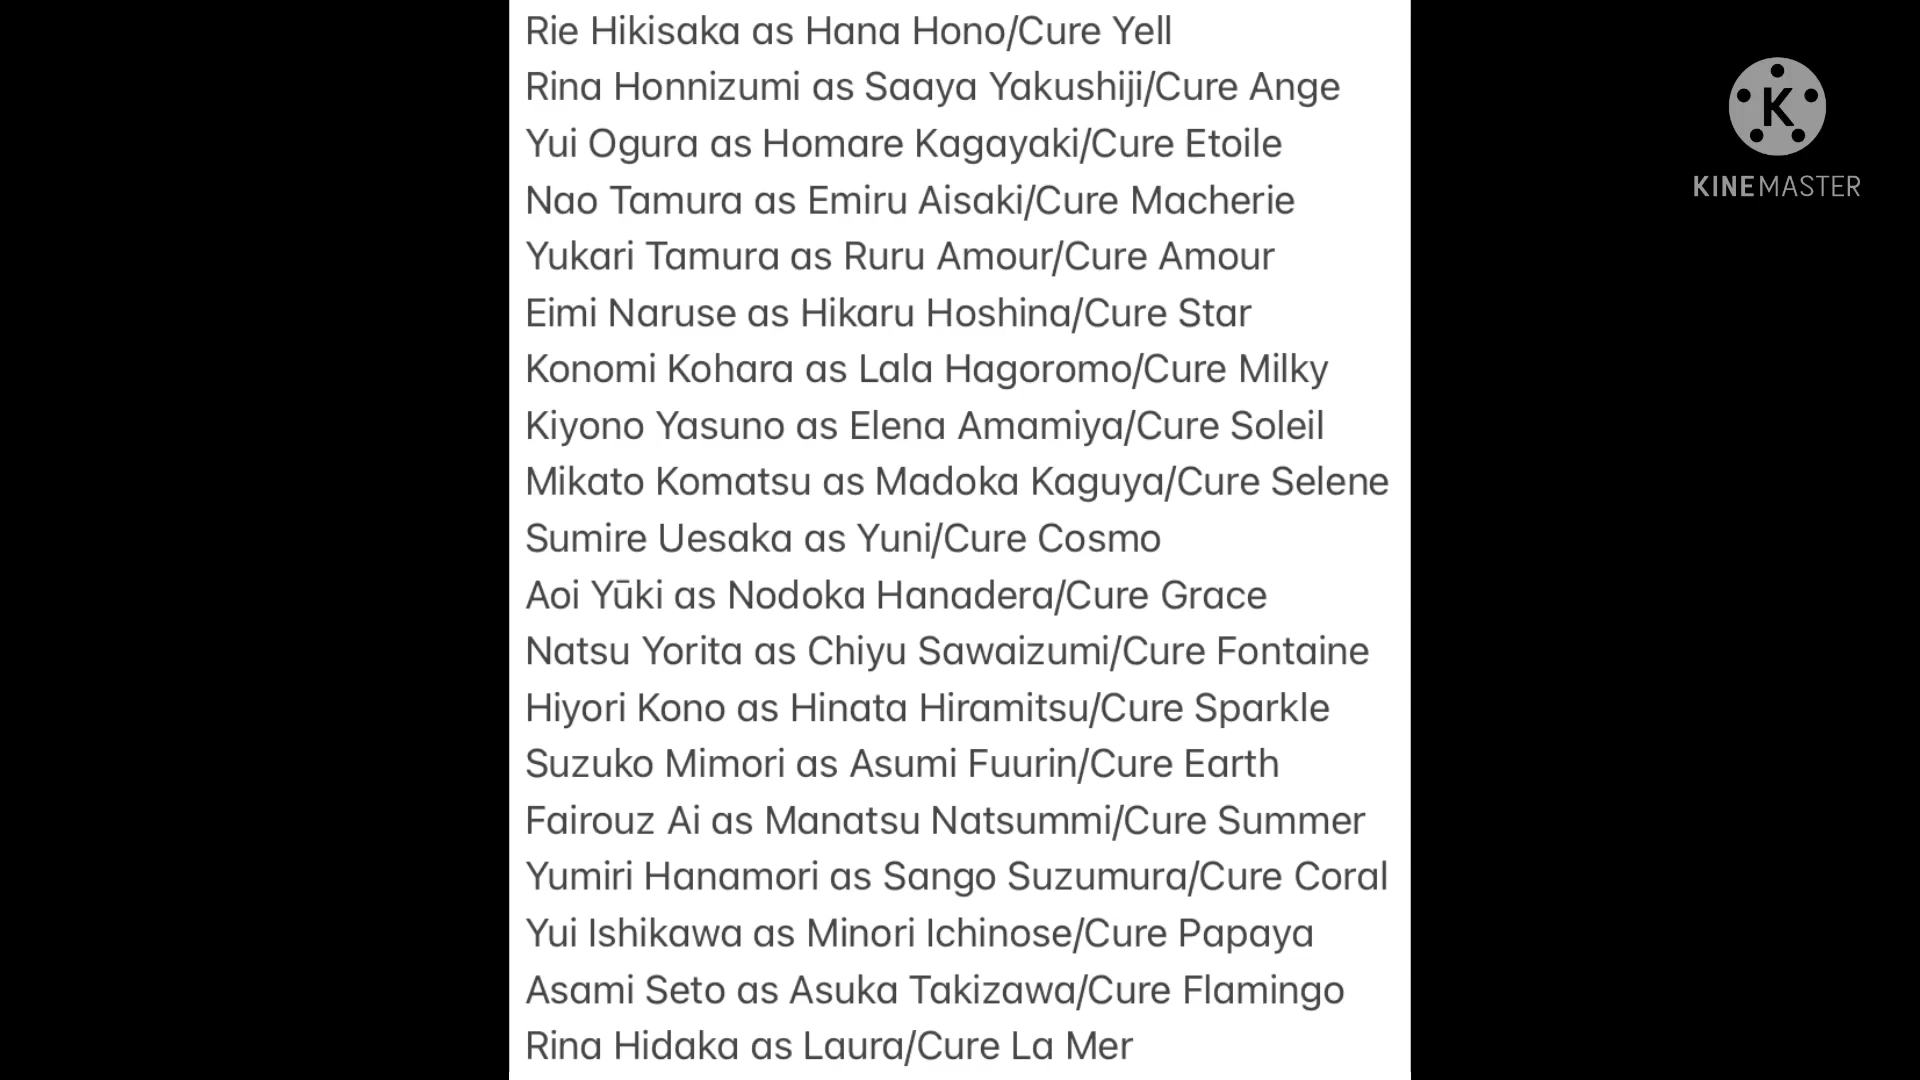 Rie Hikisaka as Hana Hono/Cure Yell
Rina Honnizumi as Saaya Yakushiji/Cure Ange
Yui Ogura as Homare Kagayaki/Cure Etoile
Nao Tamura as Emiru Aisaki/Cure Macherie
Yukari Tamura as Ruru Amour/Cure Amour
Eimi Naruse as Hikaru Hoshina/Cure Star
Konomi Kohara as Lala Hagoromo/Cure Milky
Kiyono Yasuno as Elena Amamiya/Cure Soleil
Mikato Komatsu as Madoka Kaguya/Cure Selene
Sumire Uesaka as Yuni/Cure Cosmo
Aoi Yūki as Nodoka Hanadera/Cure Grace
Natsu Yorita as Chiyu Sawaizumi/Cure Fontaine
Hiyori Kono as Hinata Hiramitsu/Cure Sparkle
Suzuko Mimori as Asumi Fuurin/Cure Earth
Fairouz Ai as Manatsu Natsummi/Cure Summer
Yumiri Hanamori as Sango Suzumura/Cure Coral
Yui Ishikawa as Minori Ichinose/Cure Papaya
Asami Seto as Asuka Takizawa/Cure Flamingo
Rina Hidaka as Laura/Cure La Mer
K
KINEMASTER